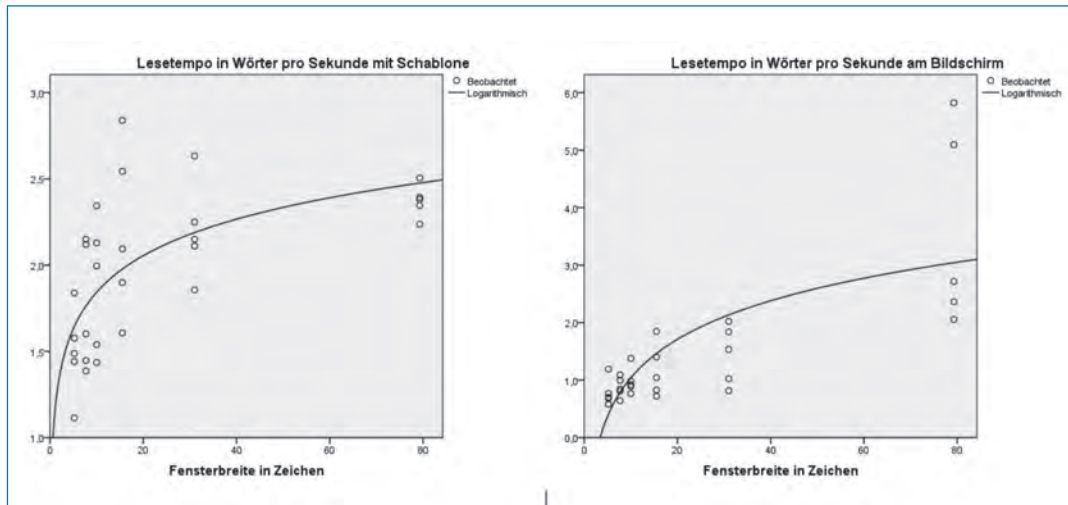 Lesetempo in Wörter pro Sekunde mit Schablone
Beobachtet
Logarithmisch
3,0
2,5
2,0
1,5
1,0
0
20
40
60
80
Fensterbreite in Zeichen
Lesetempo in Wörter pro Sekunde am Bildschirm
Beobachtet
Logarithmisch
6,0
5,0
4,0
3,0
2,0
1,0
0,0
0
20
40
60
80
Fensterbreite in Zeichen